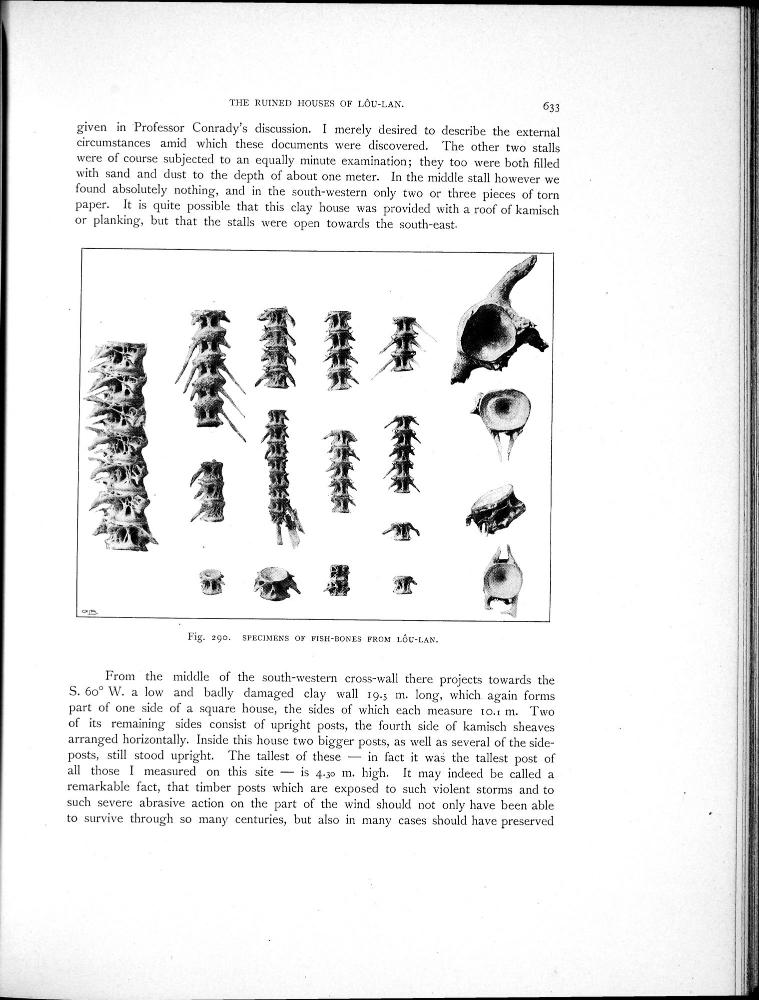 THE RUINED HOUSES OF LÔU-LAN.
633
given in Professor Conrady's discussion. I merely desired to describe the external
circumstances amid which these documents were discovered. The other two stalls
were of course subjected to an equally minute examination; they too were both filled
with sand and dust to the depth of about one meter. In the middle stall however we
found absolutely nothing, and in the south-western only two or three pieces of torn
paper. It is quite possible that this clay house was provided with a roof of kamisch
or planking, but that the stalls were open towards the south-east.
Fig. 290. SPECIMENS OF FISH-BONES FROM LÔU-LAN.
From the middle of the south-western cross-wall there projects towards the
S. 60° W. a low and badly damaged clay wall 19.5 m. long, which again forms
part of one side of a square house, the sides of which each measure 10.1 m. Two
of its remaining sides consist of upright posts, the fourth side of kamisch sheaves
arranged horizontally. Inside this house two bigger posts, as well as several of the side-
posts, still stood upright. The tallest of these — in fact it was the tallest post of
all those I measured on this site — is 4.30 m. high. It may indeed be called a
remarkable fact, that timber posts which are exposed to such violent storms and to
such severe abrasive action on the part of the wind should not only have been able
to survive through so many centuries, but also in many cases should have preserved